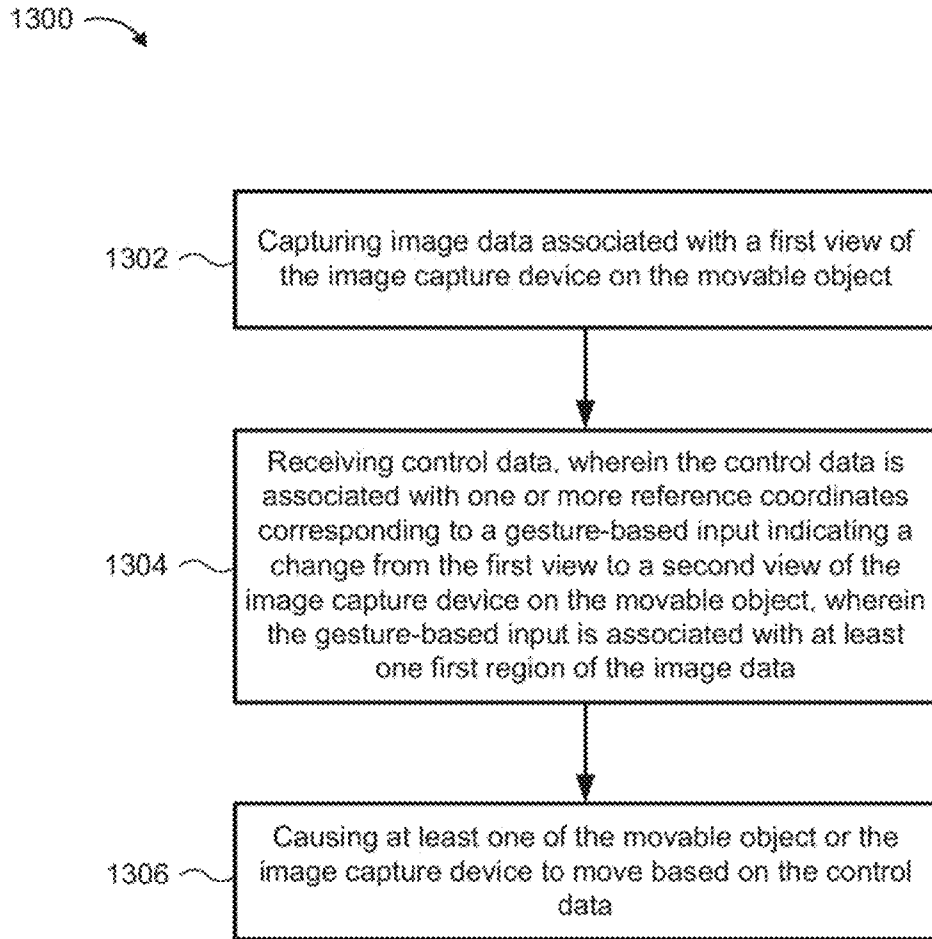 1300
1302
Capturing image data associated with a first view of
the image capture device on the movable object
1304
Receiving control data, wherein the control data is
associated with one or more reference coordinates
corresponding to a gesture-based input indicating a
change from the first view to a second view of the
image capture device on the movable object, wherein
the gesture-based input is associated with at least
one first region of the image data
1306
Causing at least one of the movable object or the
image capture device to move based on the control
data